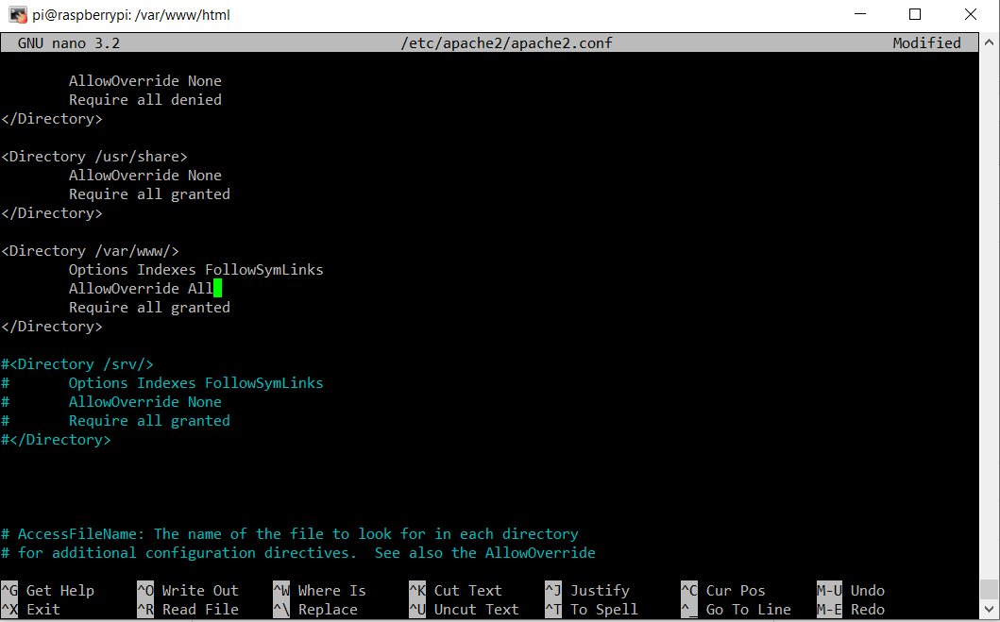 pi@raspberrypi: /var/www/html
GNU nano 3.2 /etc/apache2/apache2.conf Modified
AllowOverride None
Require all denied
</Directory>
<Directory /usr/share>
AllowOverride None
Require all granted
</Directory>
<Directory /var/www/>
Options Indexes FollowSymLinks
AllowOverride All
Require all granted
</Directory>
#<Directory /srv/>
# Options Indexes FollowSymLinks
# AllowOverride None
# Require all granted
#</Directory>
# AccessFileName: The name of the file to look for in each directory
# for additional configuration directives.  See also the AllowOverride
^G Get Help ^O Write Out ^W Where Is ^K Cut Text ^J Justify ^C Cur Pos M-U Undo
^X Exit ^R Read File ^\ Replace ^U Uncut Text ^T To Spell ^_ Go To Line M-E Redo